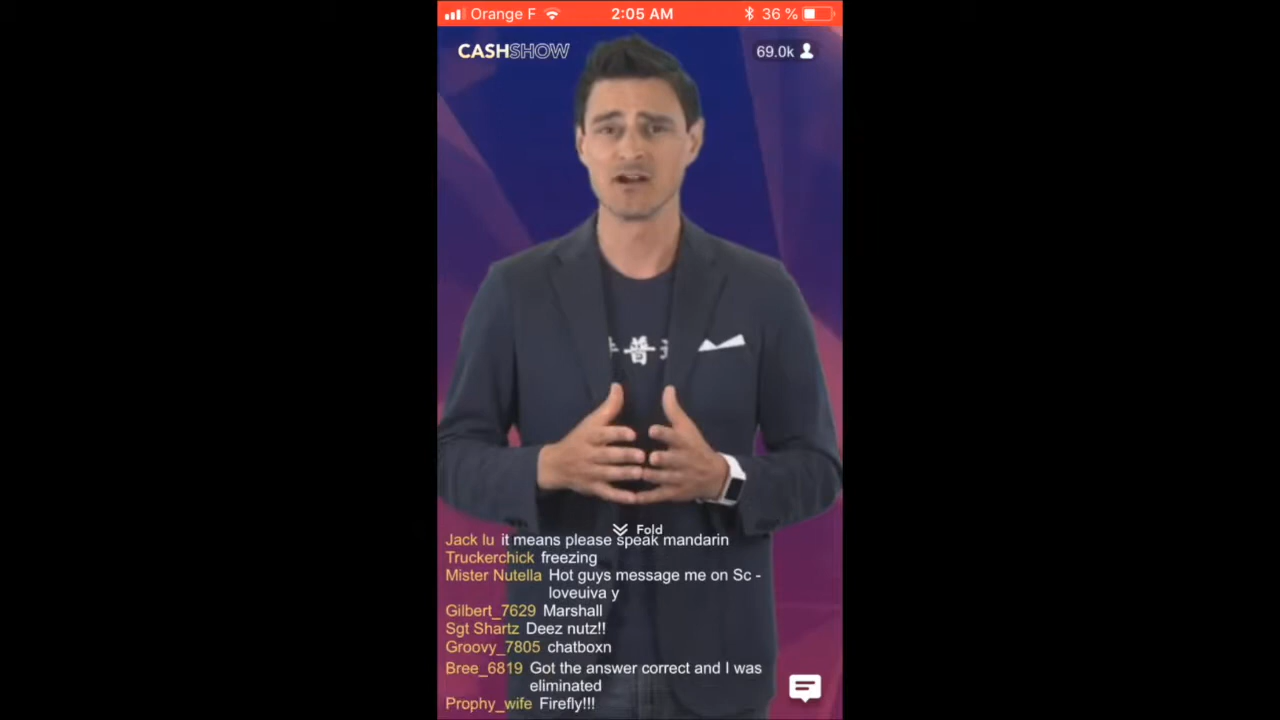 Orange F 2:05 AM 36 %
CASHSHOW 69.0k
普
Fold
Jack lu it means please speak mandarin
Truckerchick freezing
Mister Nutella Hot guys message me on Sc -
loveuiva y
Gilbert_7629 Marshall
Sgt Shartz Deez nutz!!
Groovy_7805 chatboxn
Bree_6819 Got the answer correct and I was
eliminated
Prophy_wife Firefly!!!